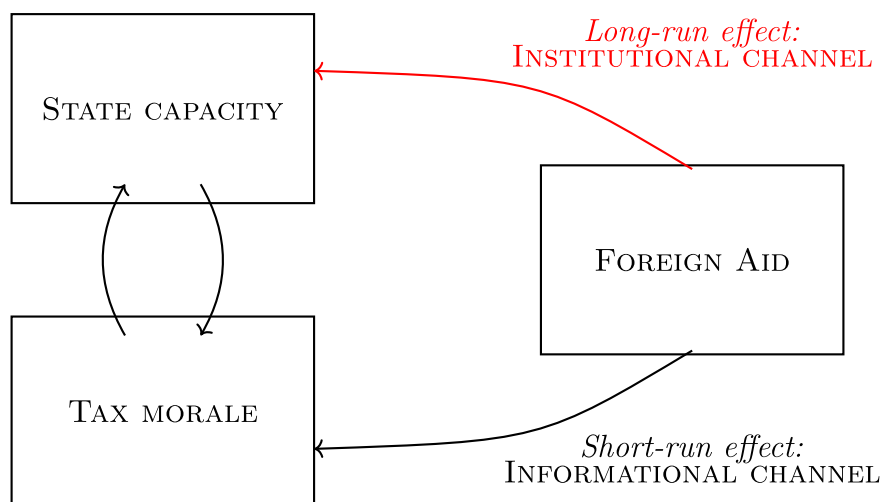 Long-run effect:
Institutional channel
State capacity
Foreign Aid
Tax morale
Short-run effect:
Informational channel